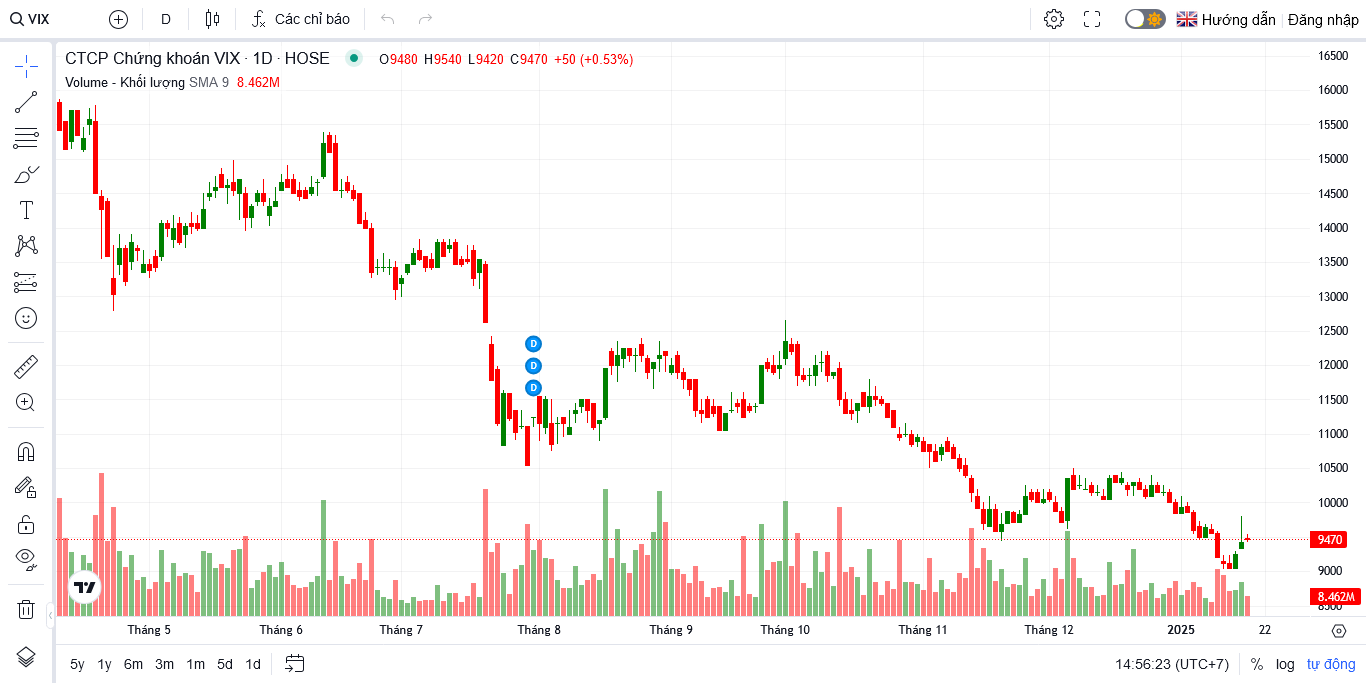 VIX D Các chỉ báo Hướng dẫn Đăng nhập
CTCP Chứng khoán VIX · 1D · HOSE O9480 H9540 L9420 C9470 +50 (+0.53%)
Volume - Khối lượng SMA 9 8.462M
16500
16000
15500
15000
14500
14000
13500
13000
12500
12000
11500
11000
10500
10000
9470
9000
8.462M
8500
D
D
D
Tháng 5 Tháng 6 Tháng 7 Tháng 8 Tháng 9 Tháng 10 Tháng 11 Tháng 12 2025 22
5y 1y 6m 3m 1m 5d 1d 14:56:23 (UTC+7) % log tự động